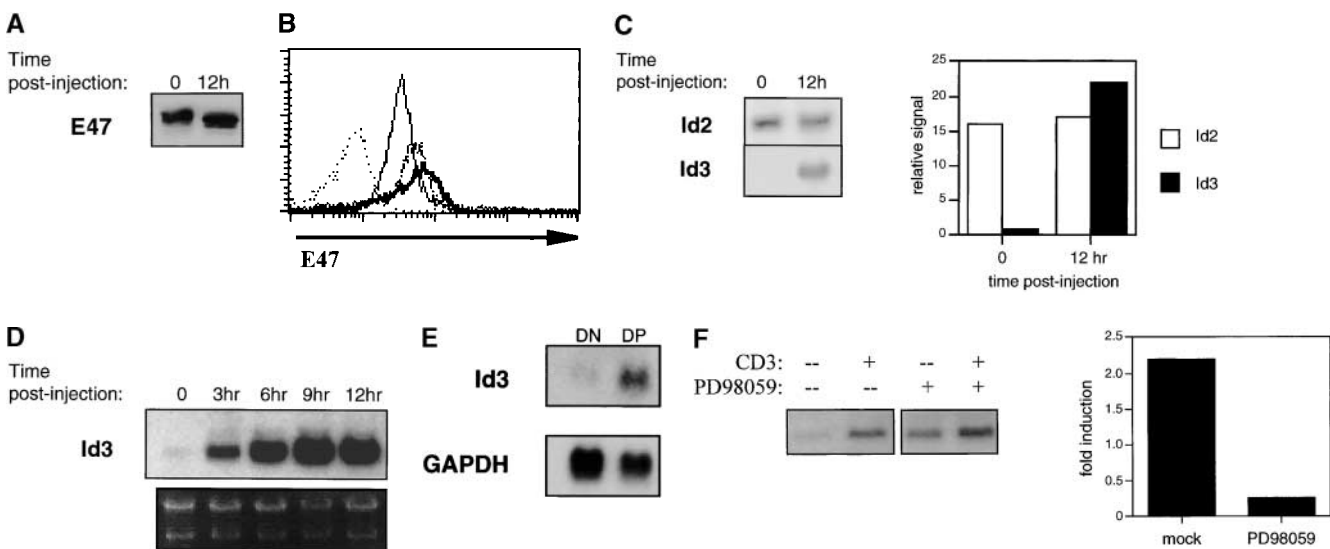 A
Time
post-injection: 0 12h
E47
B
E47
C
Time
post-injection: 0 12h
Id2
Id3
relative signal
25
20
15
10
5
0
0 12 hr
time post-injection
Id2
Id3
D
Time
post-injection: 0 3hr 6hr 9hr 12hr
Id3
E
DN DP
Id3
GAPDH
F
CD3: -- + -- +
PD98059: -- -- + +
fold induction
2.5
2.0
1.5
1.0
0.5
0.0
mock PD98059